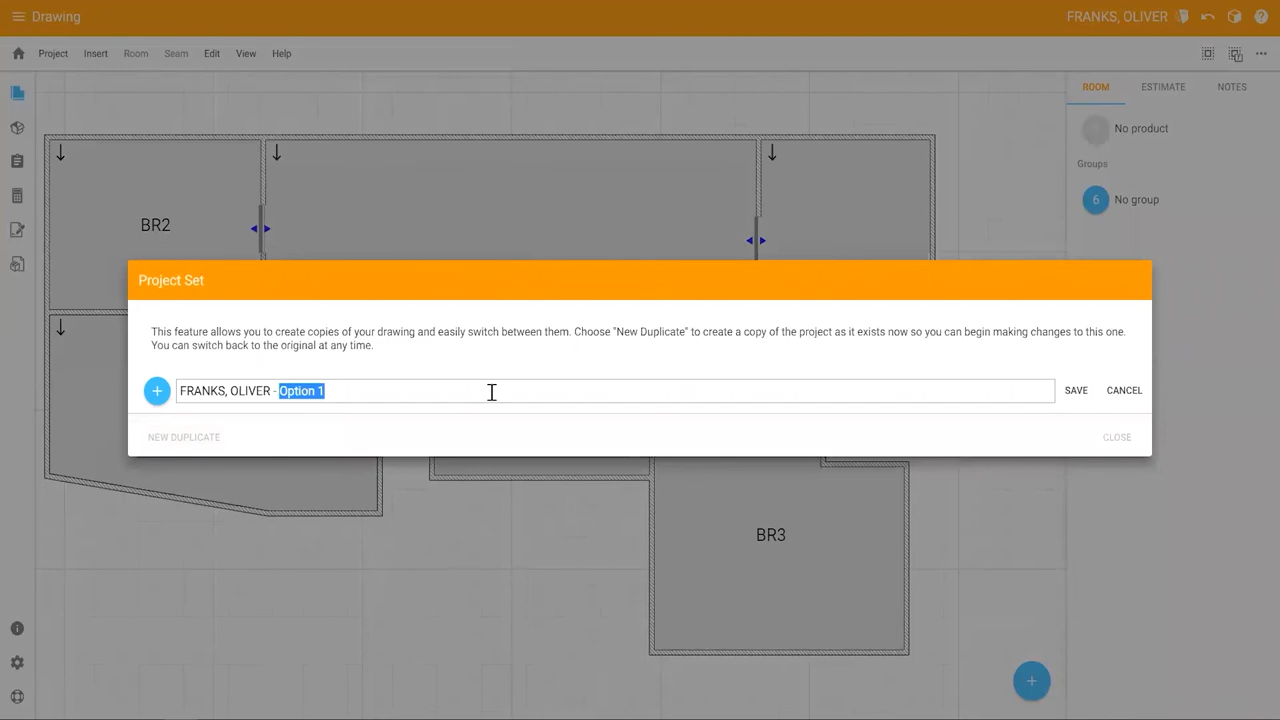 Drawing
FRANKS, OLIVER
Project Insert Room Seam Edit View Help
ROOM ESTIMATE NOTES
No product
Groups
6 No group
BR2
Project Set
This feature allows you to create copies of your drawing and easily switch between them. Choose "New Duplicate" to create a copy of the project as it exists now so you can begin making changes to this one.
You can switch back to the original at any time.
FRANKS, OLIVER - Option 1
SAVE CANCEL
NEW DUPLICATE CLOSE
BR3